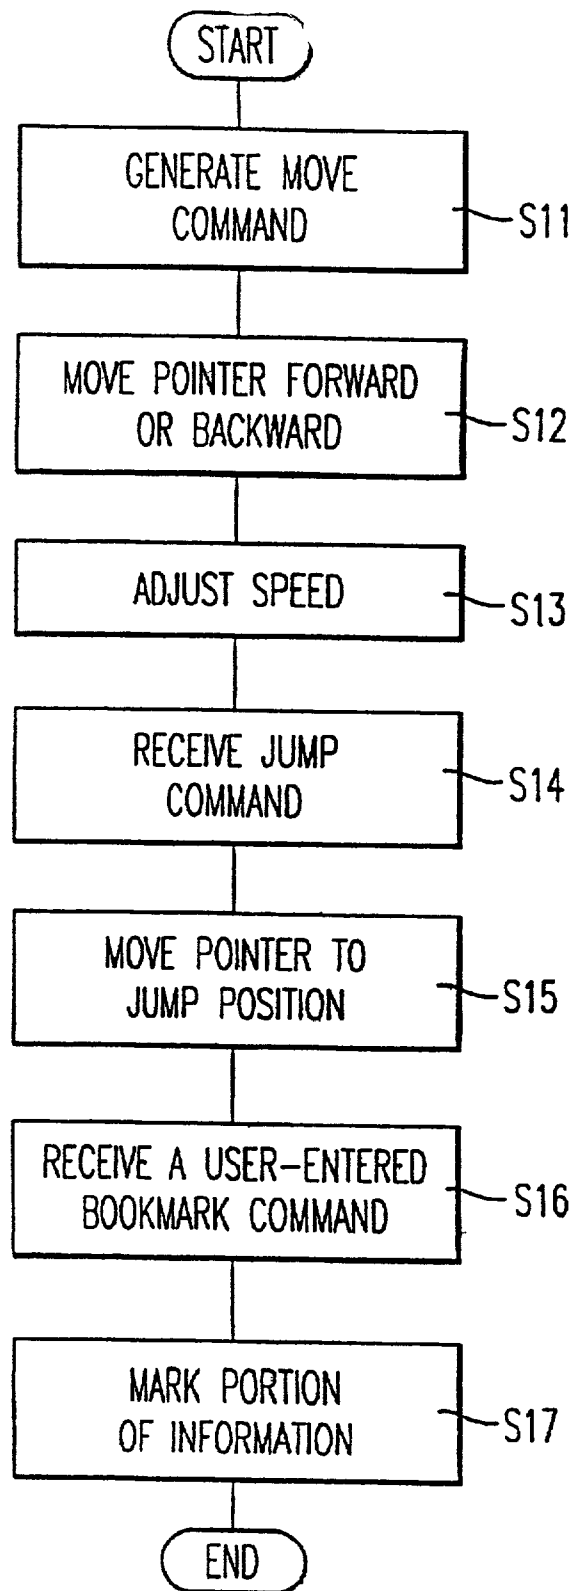 START
GENERATE MOVE
COMMAND
S11
MOVE POINTER FORWARD
OR BACKWARD
S12
ADJUST SPEED
S13
RECEIVE JUMP
COMMAND
S14
MOVE POINTER TO
JUMP POSITION
S15
RECEIVE A USER-ENTERED
BOOKMARK COMMAND
S16
MARK PORTION
OF INFORMATION
S17
END